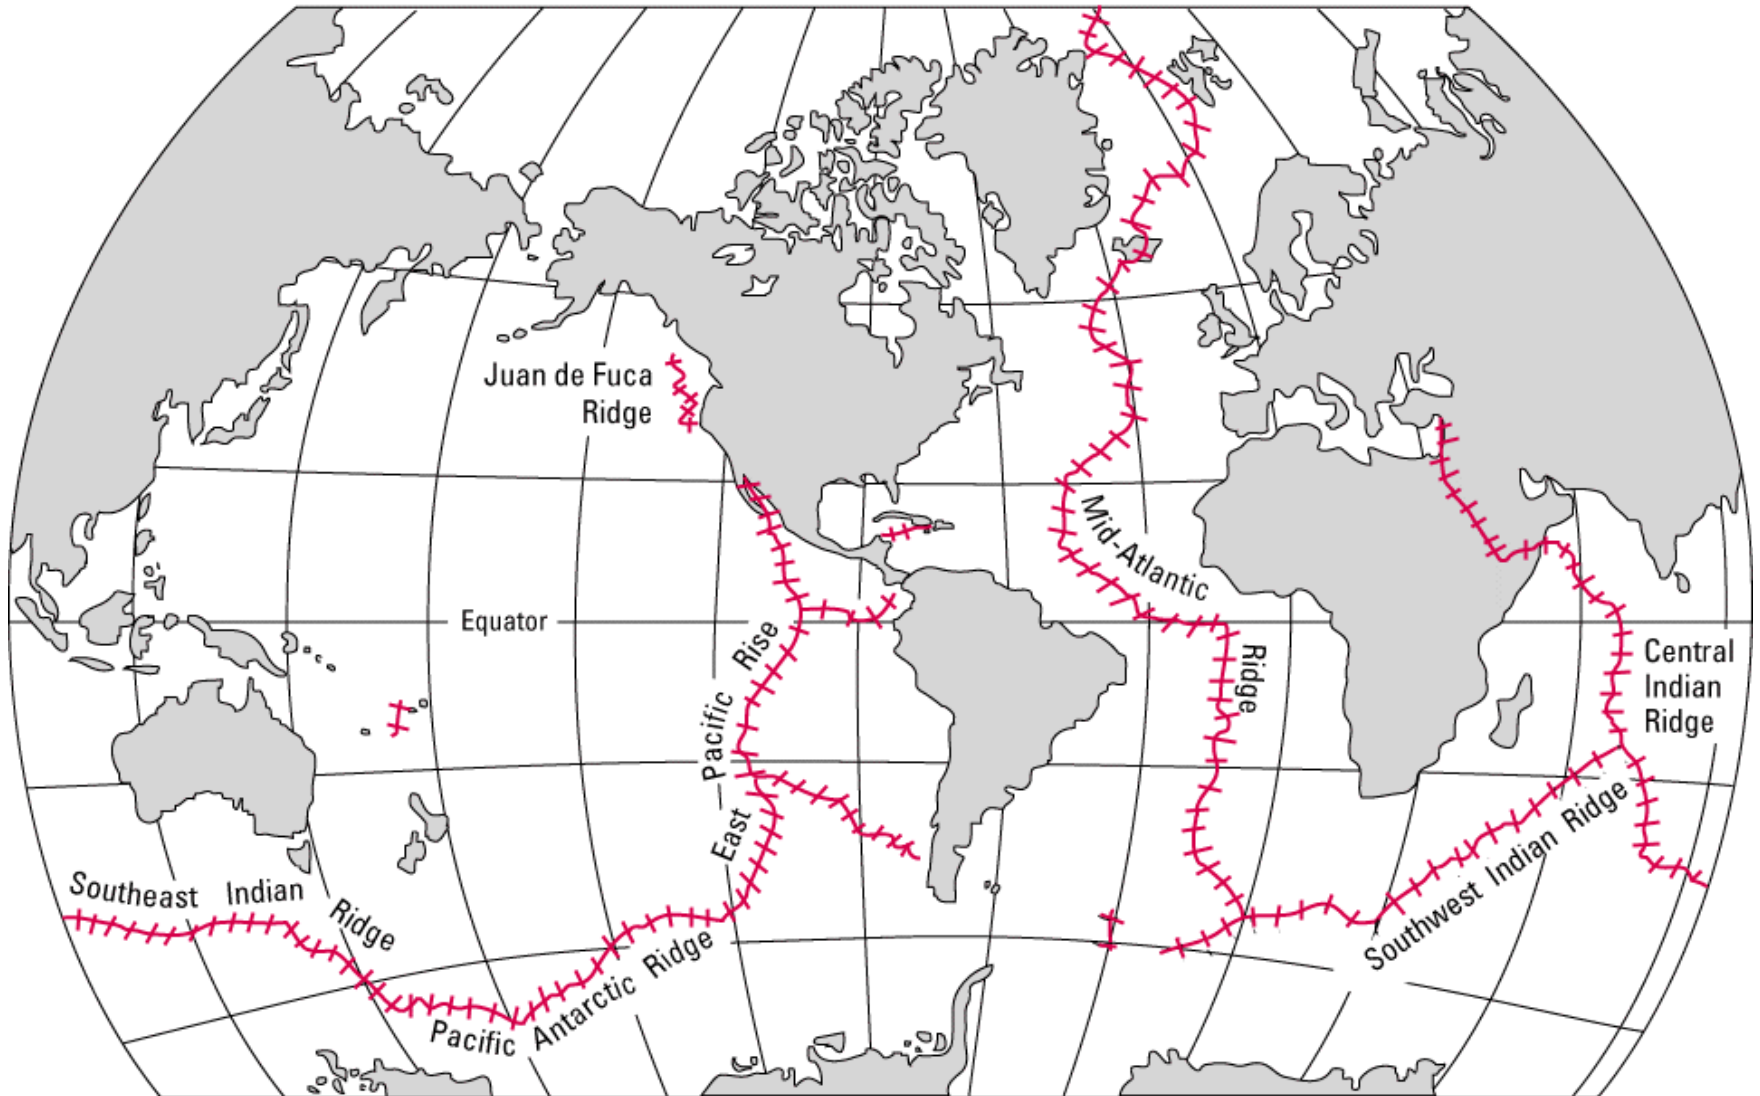 Juan de Fuca
Ridge
Mid-Atlantic
Ridge
Equator
East Pacific Rise
Central
Indian
Ridge
Southeast Indian Ridge
Southwest Indian Ridge
Pacific Antarctic Ridge